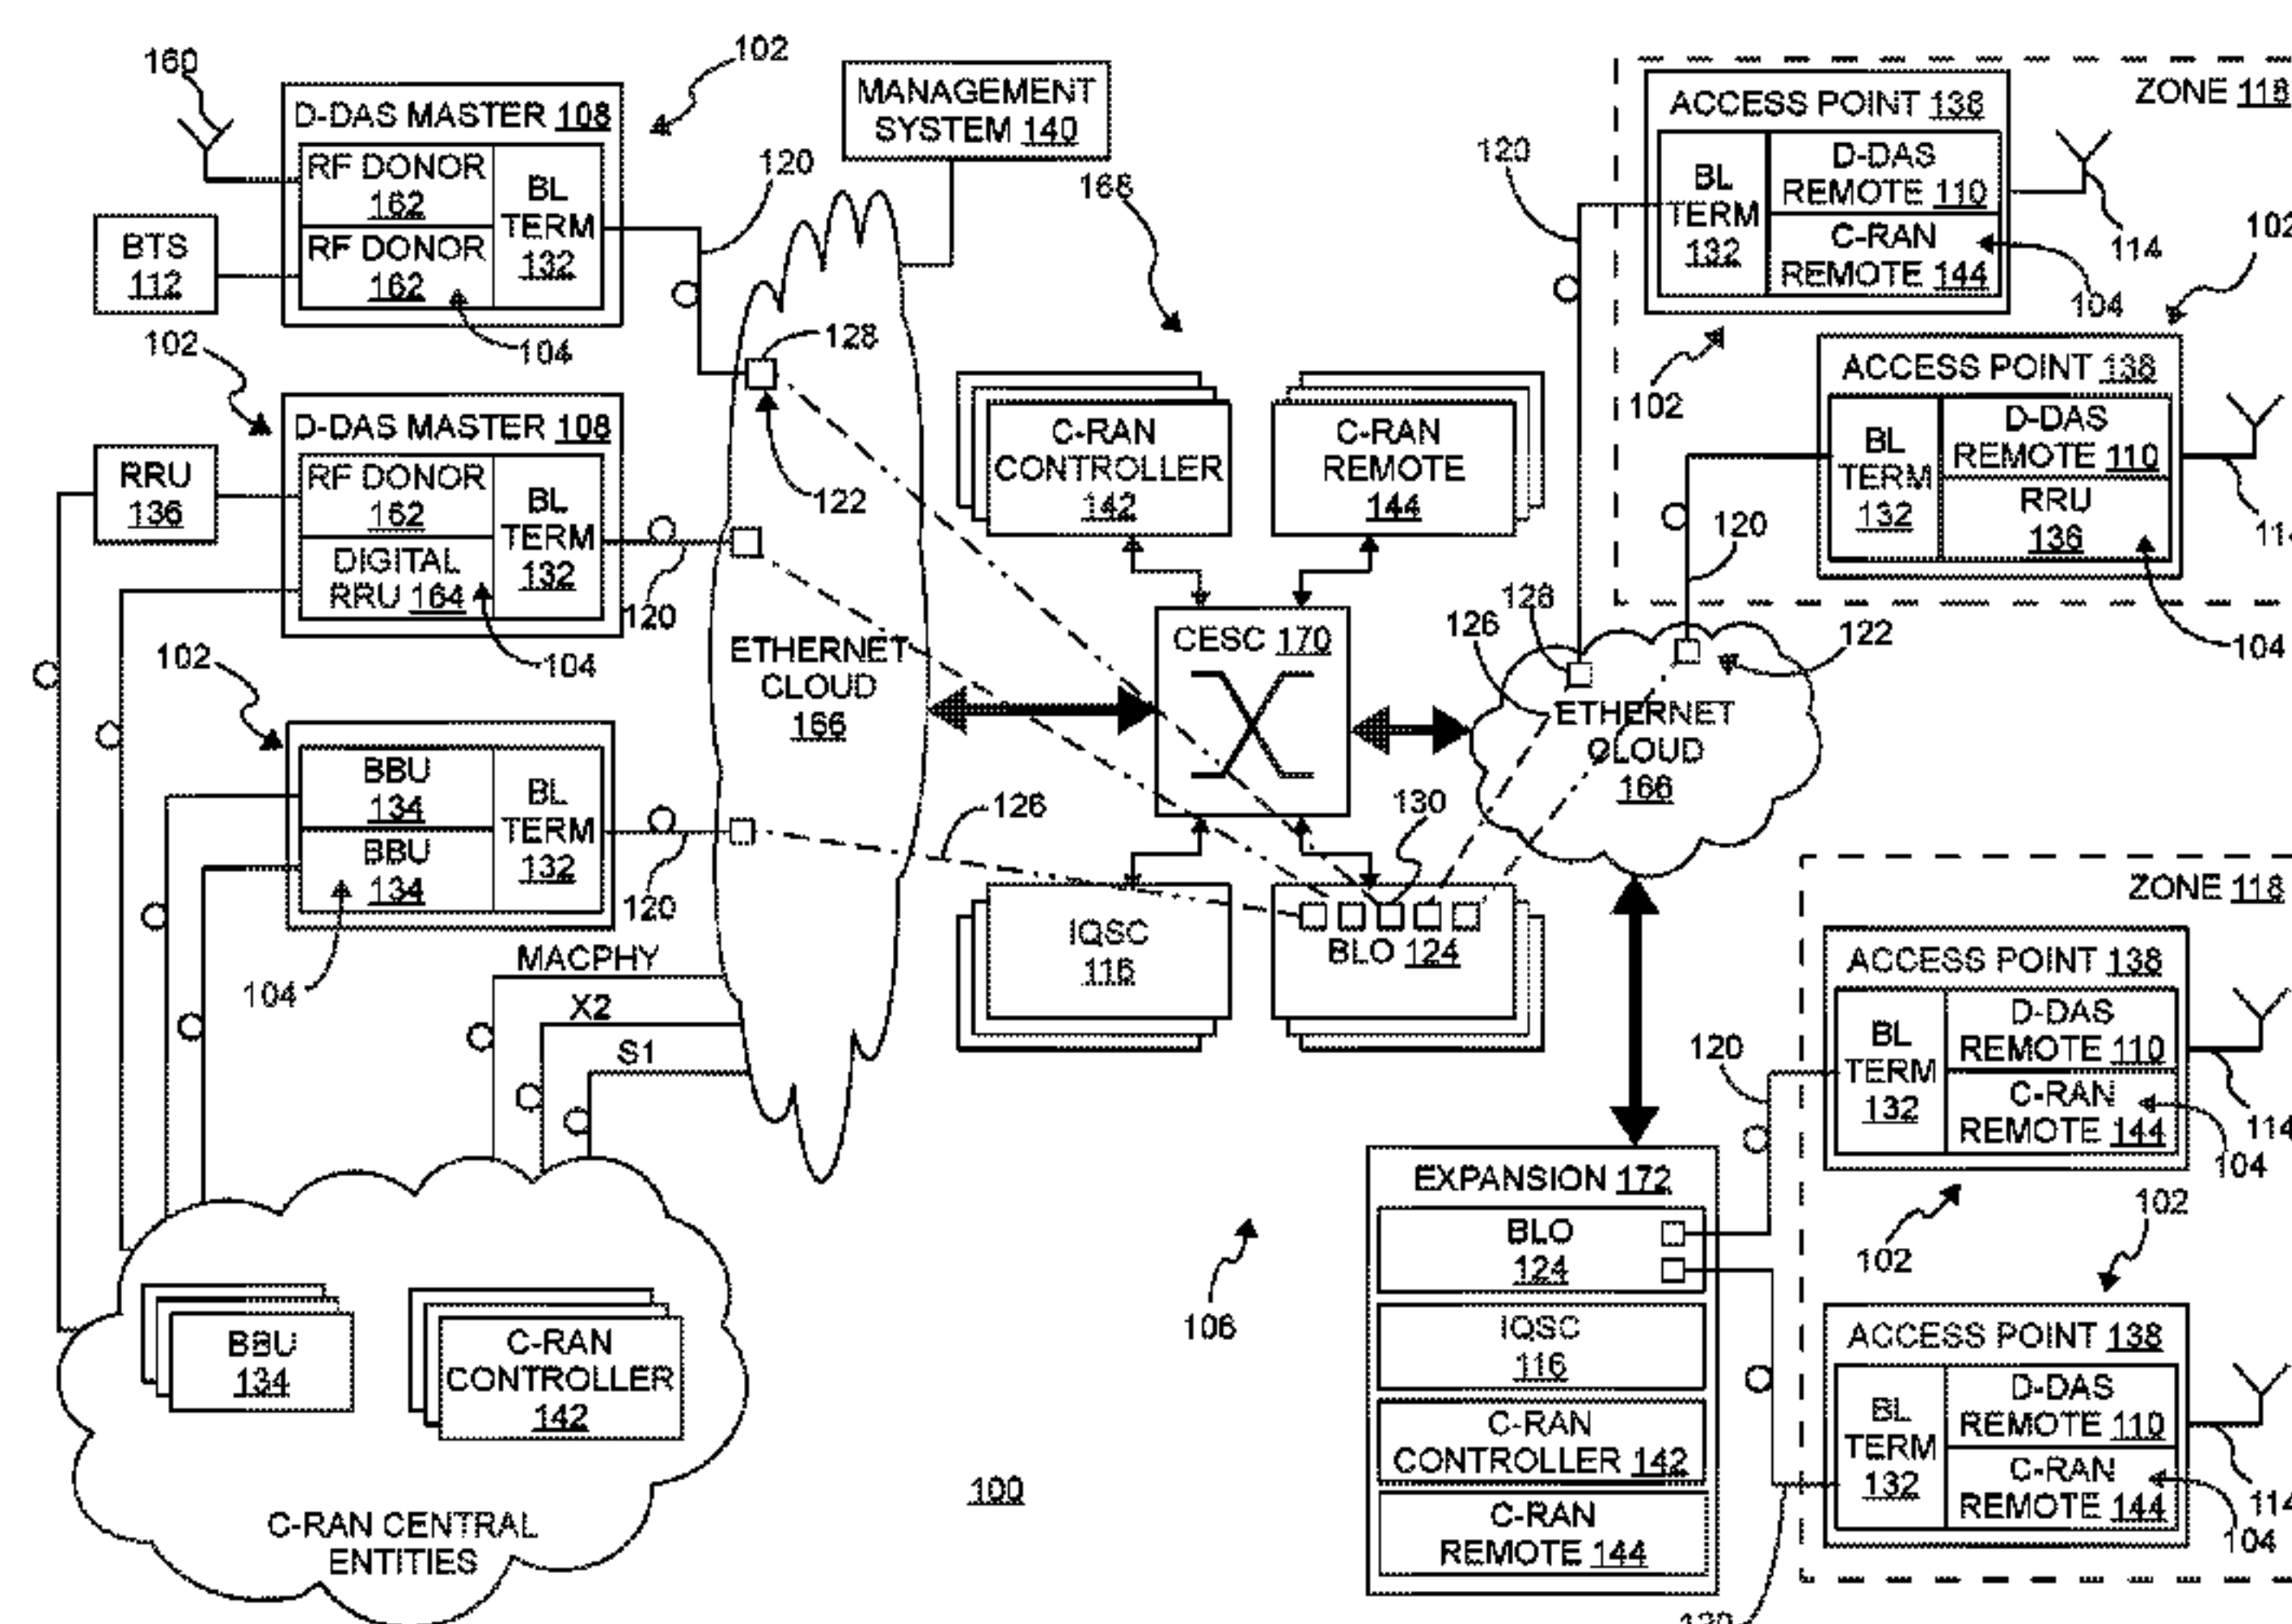 160
D-DAS MASTER 108
102
RF DONOR
162
RF DONOR
162
BL
TERM
132
BTS
112
104
120
MANAGEMENT
SYSTEM 140
168
128
122
102
D-DAS MASTER 108
RF DONOR
162
DIGITAL
RRU 164
BL
TERM
132
RRU
136
120
104
102
BBU
134
BBU
134
BL
TERM
132
120
104
ETHERNET
CLOUD
166
126
MACPHY
X2
S1
BBU
134
C-RAN
CONTROLLER
142
C-RAN CENTRAL
ENTITIES
C-RAN
CONTROLLER
142
C-RAN
REMOTE
144
CESC 170
130
IQSC
116
BLO 124
106
100
ZONE 118
ACCESS POINT 138
BL
TERM
132
D-DAS
REMOTE 110
C-RAN
REMOTE 144
120
114
104
102
102
ACCESS POINT 138
BL
TERM
132
D-DAS
REMOTE 110
RRU
136
120
114
104
128
126
122
ETHERNET
CLOUD
166
EXPANSION 172
BLO
124
IQSC
116
C-RAN
CONTROLLER 142
C-RAN
REMOTE 144
ZONE 118
ACCESS POINT 138
BL
TERM
132
D-DAS
REMOTE 110
C-RAN
REMOTE 144
120
114
104
102
102
ACCESS POINT 138
BL
TERM
132
D-DAS
REMOTE 110
C-RAN
REMOTE 144
114
104